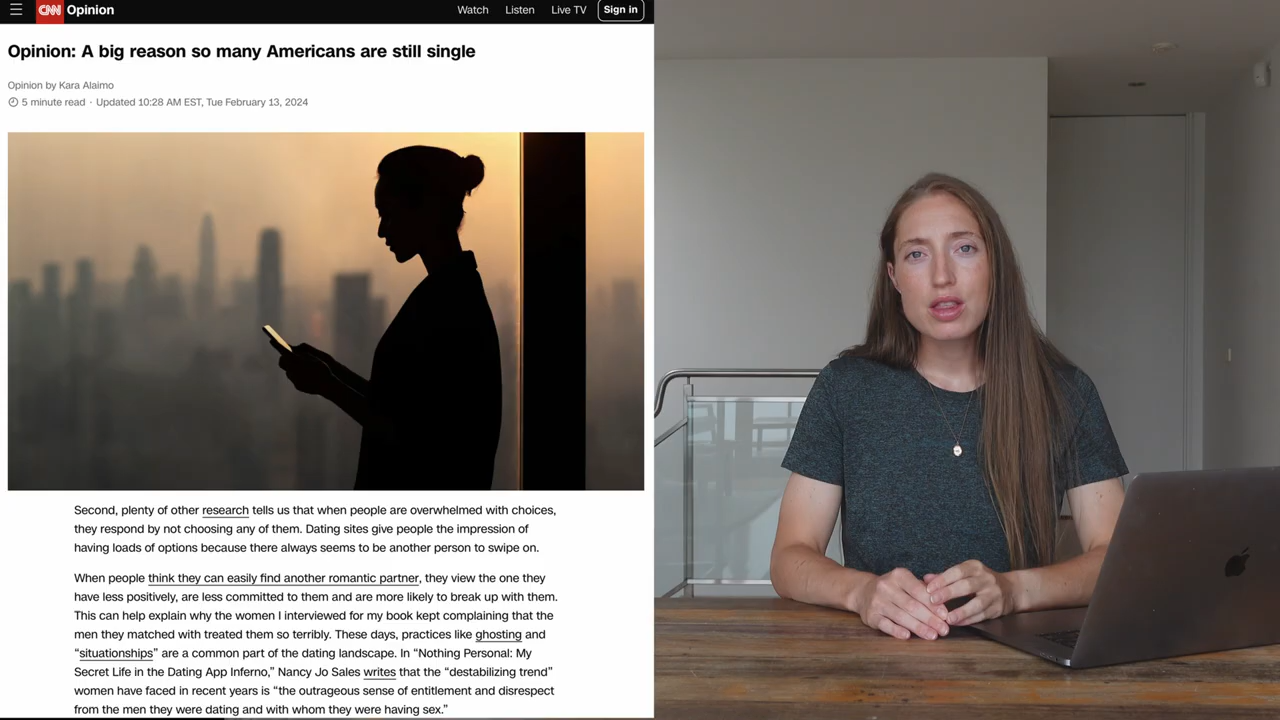 CNN Opinion
Watch Listen Live TV Sign in
Opinion: A big reason so many Americans are still single
Opinion by Kara Alaimo
5 minute read · Updated 10:28 AM EST, Tue February 13, 2024
Second, plenty of other research tells us that when people are overwhelmed with choices,
they respond by not choosing any of them. Dating sites give people the impression of
having loads of options because there always seems to be another person to swipe on.
When people think they can easily find another romantic partner, they view the one they
have less positively, are less committed to them and are more likely to break up with them.
This can help explain why the women I interviewed for my book kept complaining that the
men they matched with treated them so terribly. These days, practices like ghosting and
“situationships” are a common part of the dating landscape. In “Nothing Personal: My
Secret Life in the Dating App Inferno,” Nancy Jo Sales writes that the “destabilizing trend”
women have faced in recent years is “the outrageous sense of entitlement and disrespect
from the men they were dating and with whom they were having sex.”